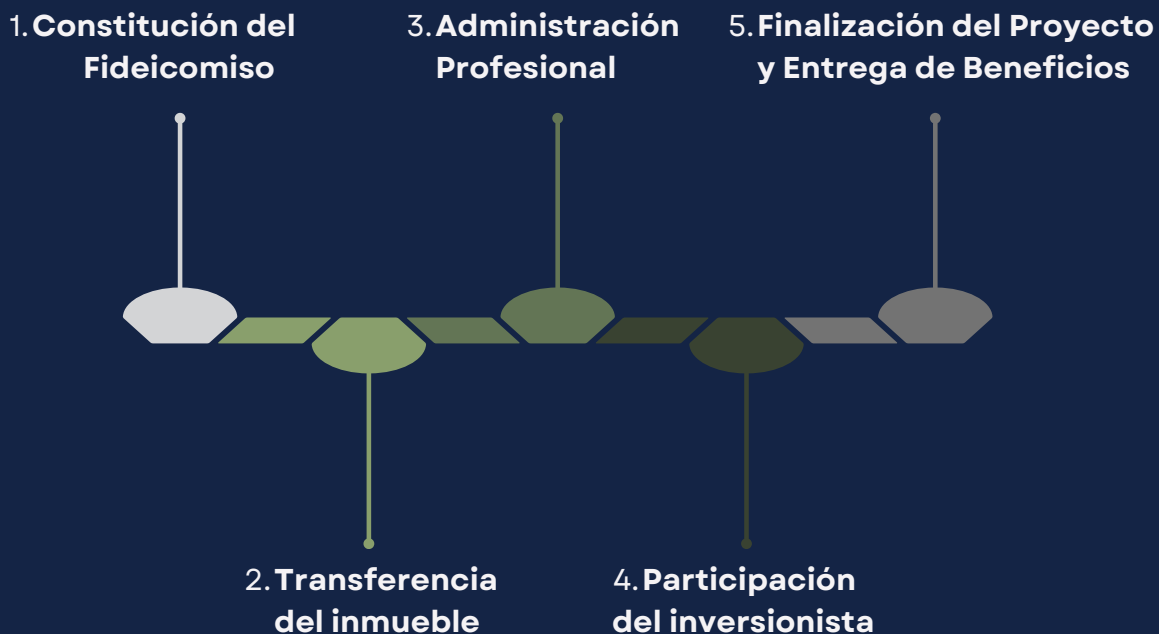 1. Constitución del
Fideicomiso
2. Transferencia
del inmueble
3. Administración
Profesional
4. Participación
del inversionista
5. Finalización del Proyecto
y Entrega de Beneficios